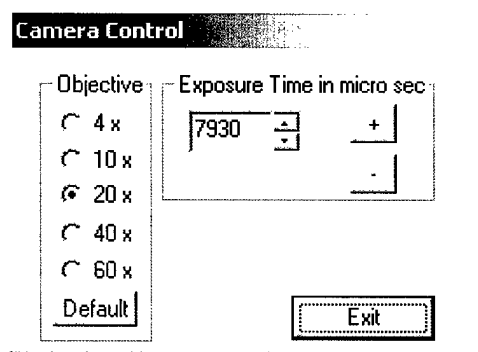 Camera Control
Objective
4 x
10 x
20 x
40 x
60 x
Default
Exposure Time in micro sec
7930
+
-
Exit